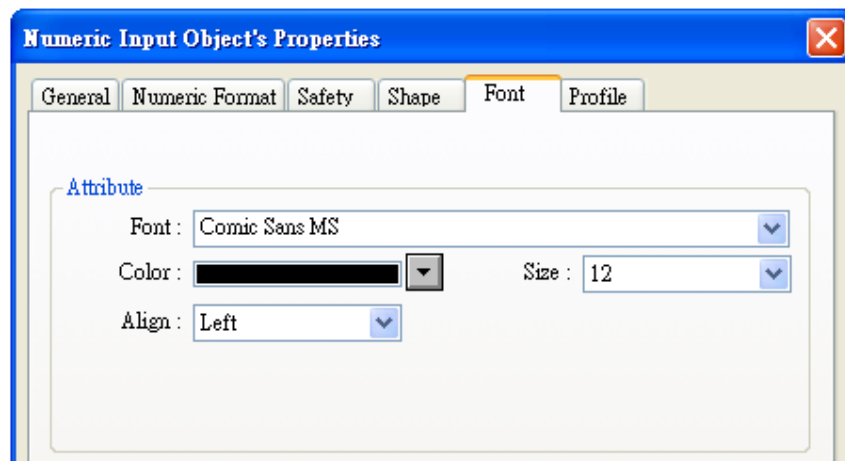 Numeric Input Object's Properties
General Numeric Format Safety Shape Font Profile
Attribute
Font : Comic Sans MS
Color : Size : 12
Align : Left